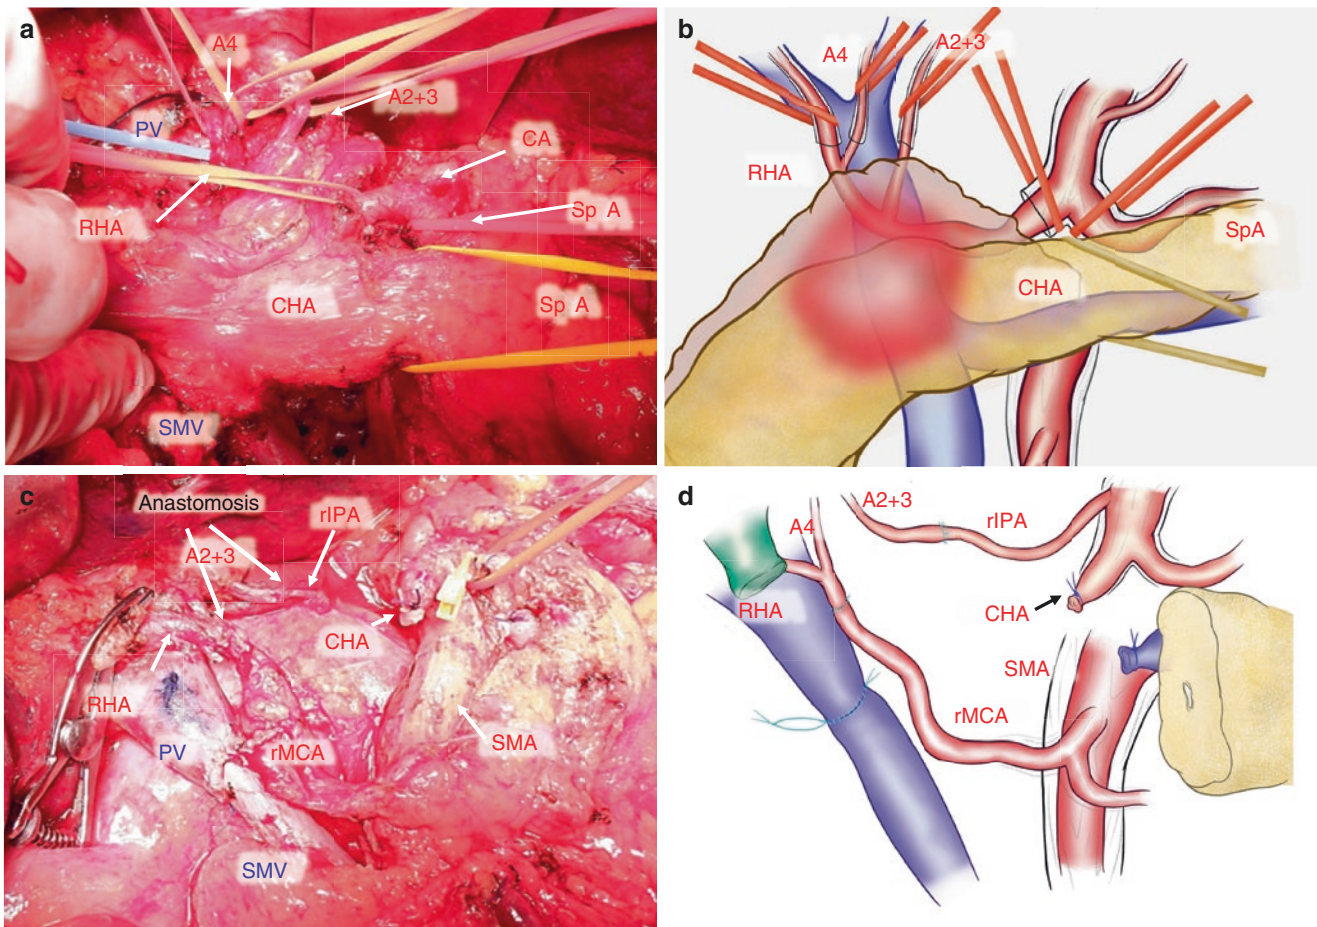 a
A4
A2+3
PV
CA
Sp A
RHA
CHA
Sp A
SMV
b
A4
A2+3
RHA
SpA
CHA
c
Anastomosis
rIPA
A2+3
CHA
RHA
PV
rMCA
SMA
SMV
d
A2+3
rIPA
A4
RHA
CHA
SMA
rMCA